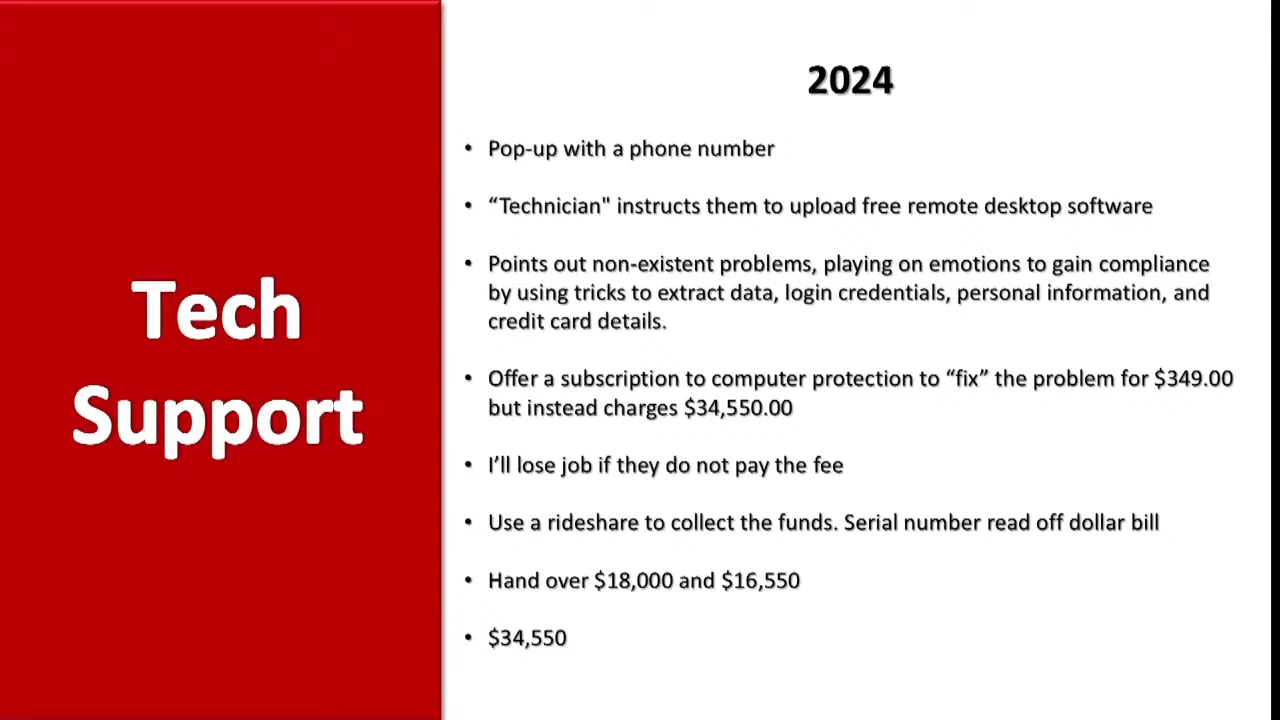 Tech
Support
2024
• Pop-up with a phone number
• “Technician" instructs them to upload free remote desktop software
• Points out non-existent problems, playing on emotions to gain compliance
by using tricks to extract data, login credentials, personal information, and
credit card details.
• Offer a subscription to computer protection to “fix” the problem for $349.00
but instead charges $34,550.00
• I’ll lose job if they do not pay the fee
• Use a rideshare to collect the funds. Serial number read off dollar bill
• Hand over $18,000 and $16,550
• $34,550